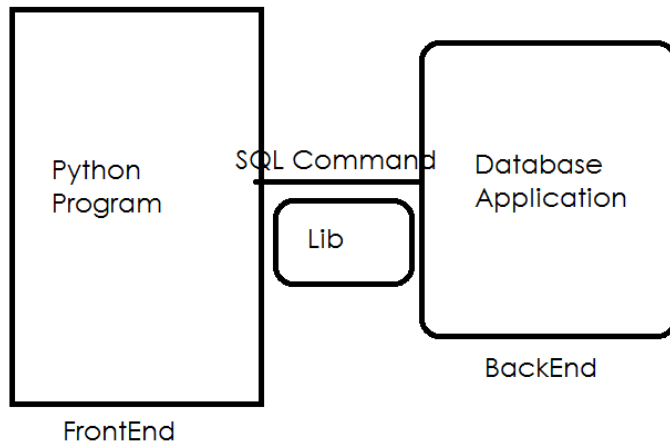 Python
Program
SQL Command
Lib
Database
Application
FrontEnd
BackEnd